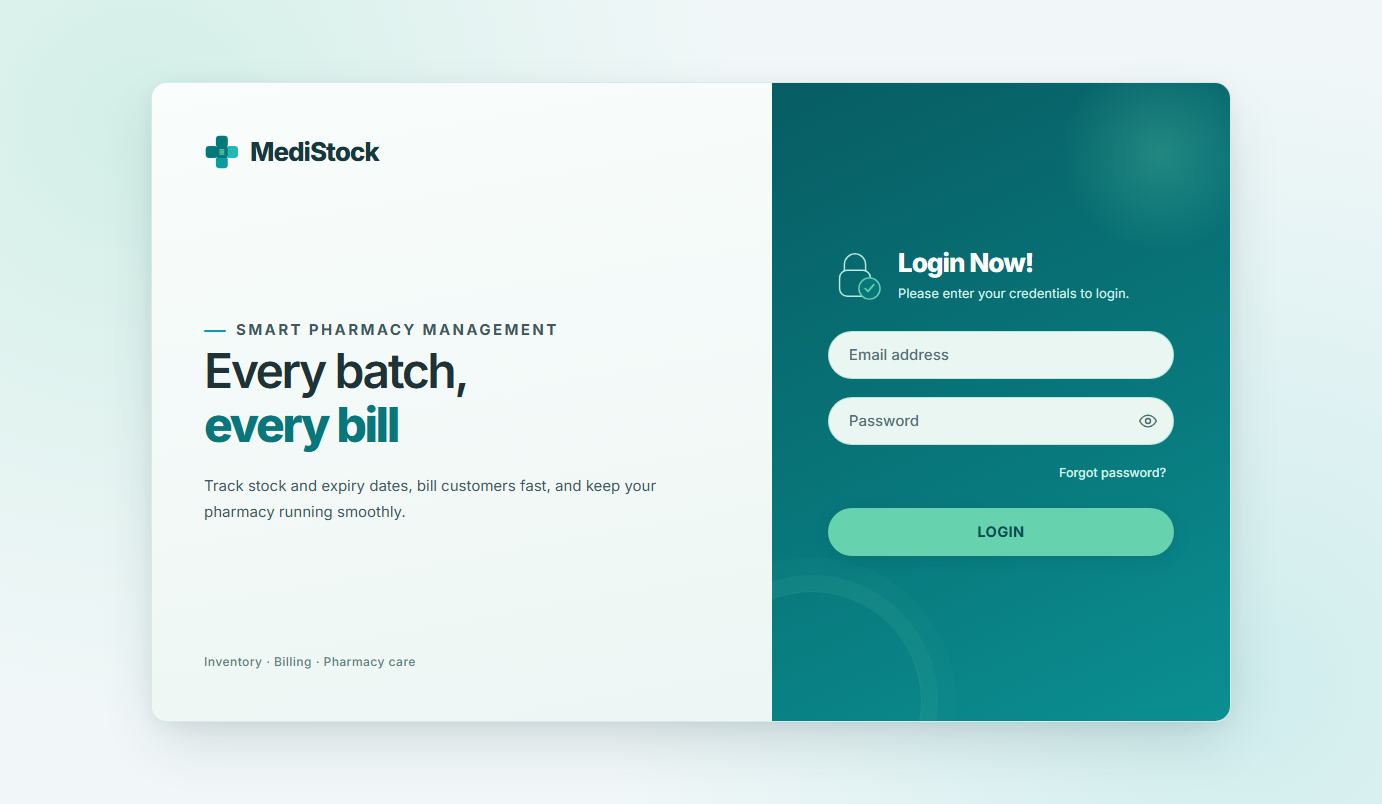 MediStock
SMART PHARMACY MANAGEMENT
Every batch,
every bill
Track stock and expiry dates, bill customers fast, and keep your
pharmacy running smoothly.
Inventory · Billing · Pharmacy care
Login Now!
Please enter your credentials to login.
Email address
Password
Forgot password?
LOGIN